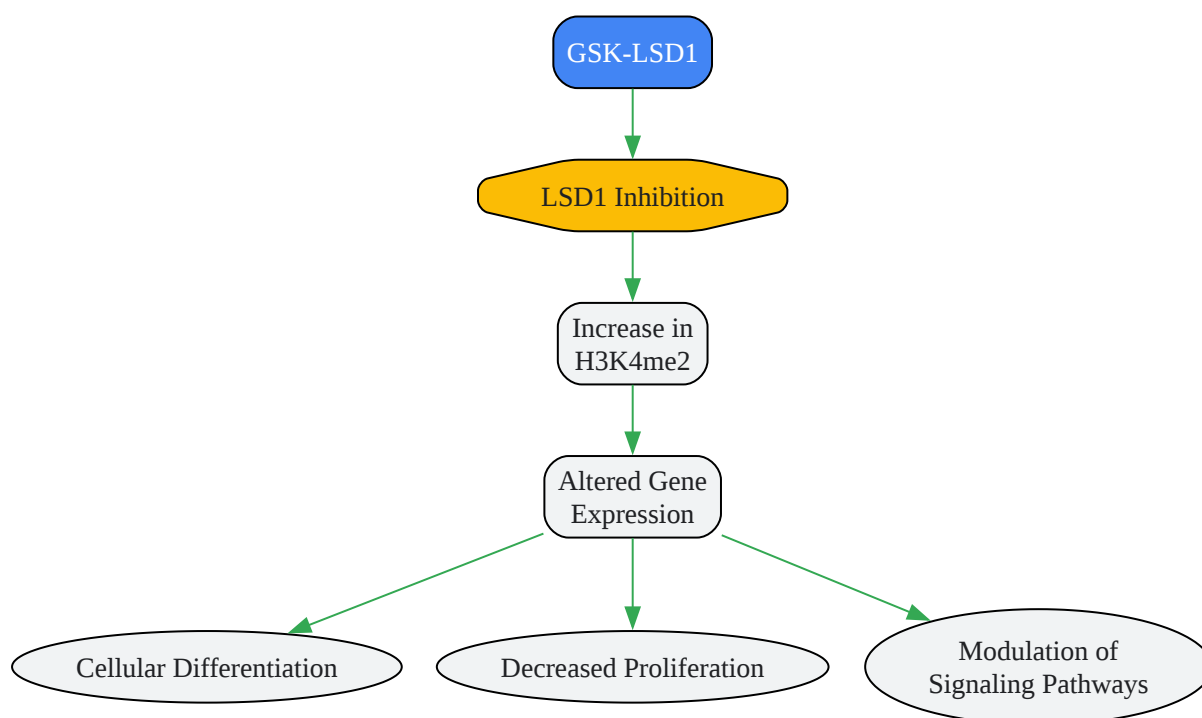 GSK-LSD1
LSD1 Inhibition
Increase in
H3K4me2
Altered Gene
Expression
Cellular Differentiation
Decreased Proliferation
Modulation of
Signaling Pathways